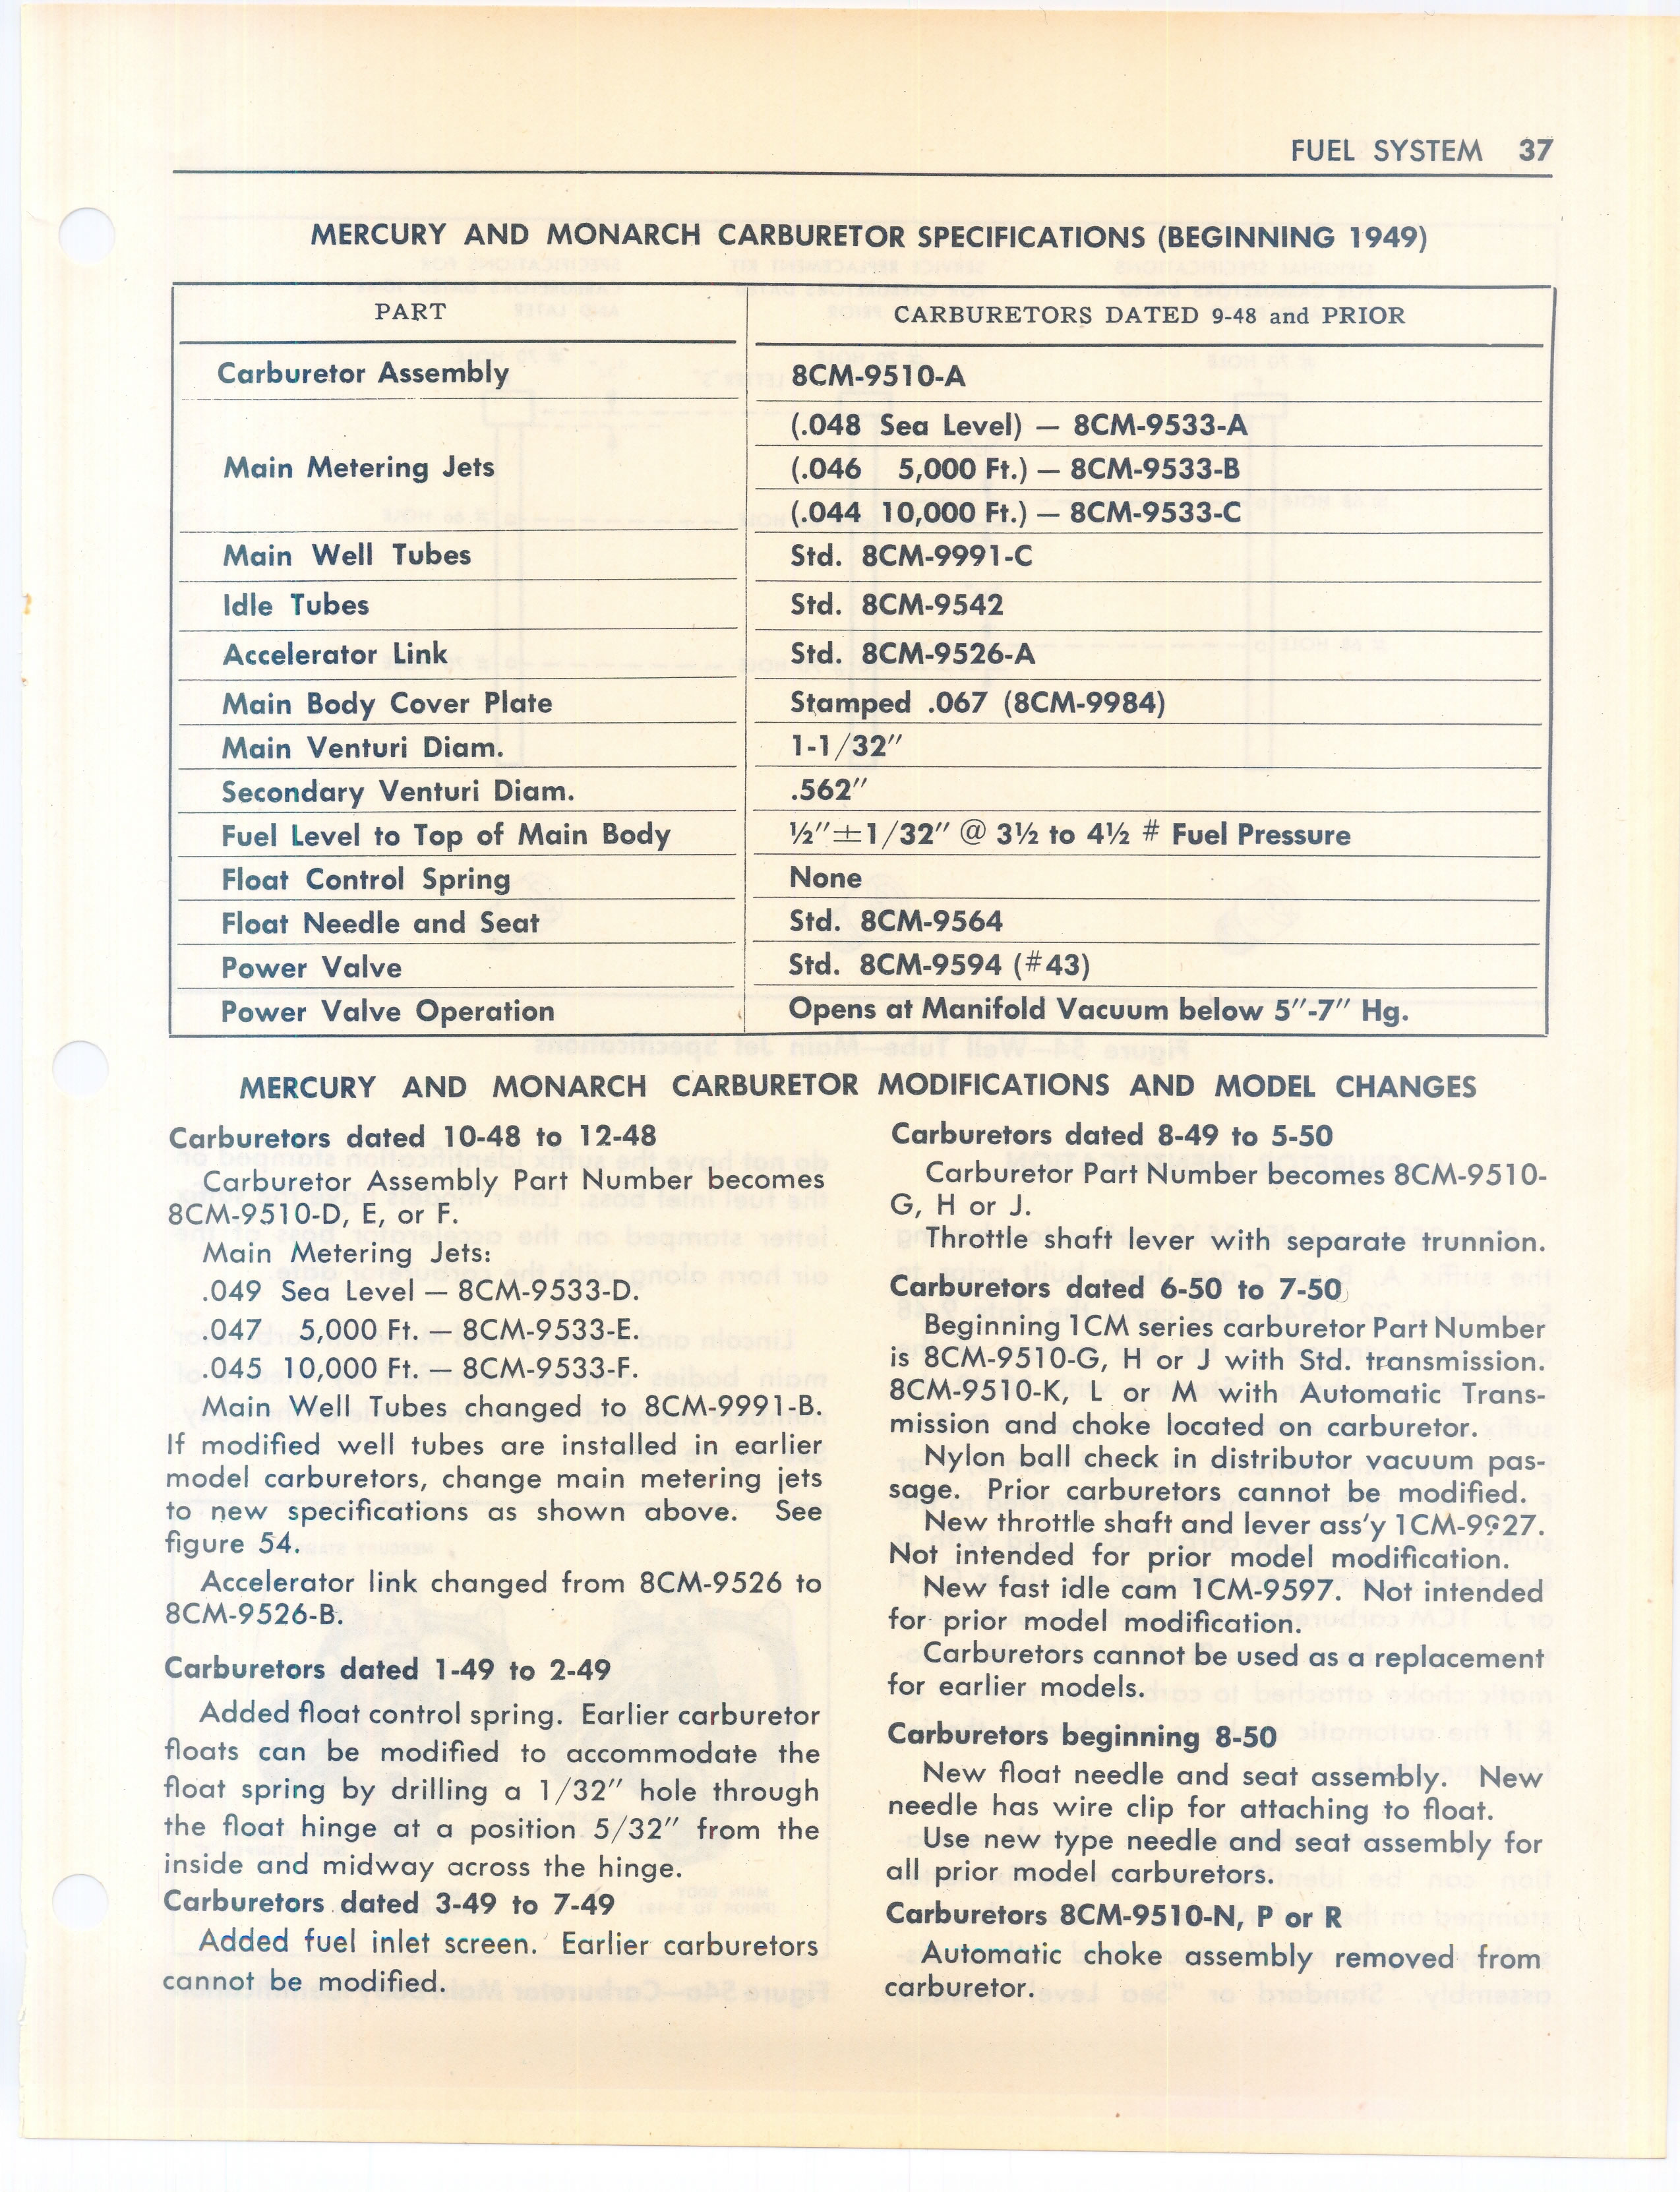 FUEL SYSTEM 37
MERCURY AND MONARCH CARBURETOR SPECIFICATIONS (BEGINNING 1949)
PART CARBURETORS DATED 9-48 and PRIOR
Carburetor Assembly 8CM-9510-A
(.048 Sea Level) — 8CM-9533-A
Main Metering Jets (.046 5,000 Ft.) — 8CM-9533-B
(.044 10,000 Ft.) — 8CM-9533-C
Main Well Tubes Std. 8CM-9991-C
Idle Tubes Std. 8CM-9542
Accelerator Link Std. 8CM-9526-A
Main Body Cover Plate Stamped .067 (8CM-9984)
Main Venturi Diam. 1-1/32"
Secondary Venturi Diam. .562"
Fuel Level to Top of Main Body ½"±1/32" @ 3½ to 4½ # Fuel Pressure
Float Control Spring None
Float Needle and Seat Std. 8CM-9564
Power Valve Std. 8CM-9594 (#43)
Power Valve Operation Opens at Manifold Vacuum below 5"-7" Hg.
MERCURY AND MONARCH CARBURETOR MODIFICATIONS AND MODEL CHANGES
Carburetors dated 10-48 to 12-48
Carburetor Assembly Part Number becomes
8CM-9510-D, E, or F.
Main Metering Jets:
.049 Sea Level — 8CM-9533-D.
.047 5,000 Ft. — 8CM-9533-E.
.045 10,000 Ft. — 8CM-9533-F.
Main Well Tubes changed to 8CM-9991-B.
If modified well tubes are installed in earlier
model carburetors, change main metering jets
to new specifications as shown above. See
figure 54.
Accelerator link changed from 8CM-9526 to
8CM-9526-B.
Carburetors dated 1-49 to 2-49
Added float control spring. Earlier carburetor
floats can be modified to accommodate the
float spring by drilling a 1/32" hole through
the float hinge at a position 5/32" from the
inside and midway across the hinge.
Carburetors dated 3-49 to 7-49
Added fuel inlet screen. Earlier carburetors
cannot be modified.
Carburetors dated 8-49 to 5-50
Carburetor Part Number becomes 8CM-9510-
G, H or J.
Throttle shaft lever with separate trunnion.
Carburetors dated 6-50 to 7-50
Beginning 1CM series carburetor Part Number
is 8CM-9510-G, H or J with Std. transmission.
8CM-9510-K, L or M with Automatic Trans-
mission and choke located on carburetor.
Nylon ball check in distributor vacuum pas-
sage. Prior carburetors cannot be modified.
New throttle shaft and lever ass'y
Not intended for prior model modification.
New fast idle cam 1CM-9597. Not intended
for prior model modification.
Carburetors cannot be used as a replacement
for earlier models.
Carburetors beginning 8-50
New float needle and seat assembly. New
needle has wire clip for attaching to float.
Use new type needle and seat assembly for
all prior model carburetors.
Carburetors 8CM-9510-N, P or R
Automatic choke assembly removed from
carburetor.